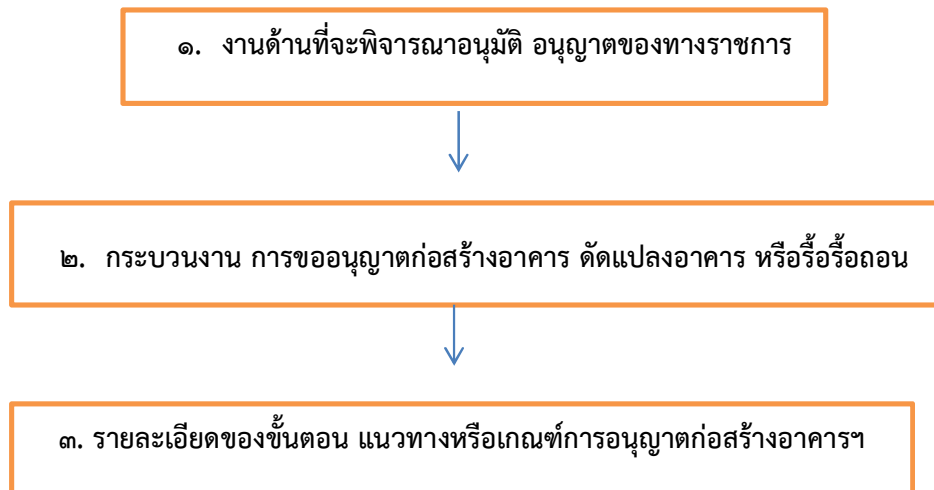 ๑. งานด้านที่จะพิจารณาอนุมัติ อนุญาตของทางราชการ
๒. กระบวนงาน การขออนุญาตก่อสร้างอาคาร ดัดแปลงอาคาร หรือรื้อรื้อถอน
๓. รายละเอียดของขั้นตอน แนวทางหรือเกณฑ์การอนุญาตก่อสร้างอาคารฯ